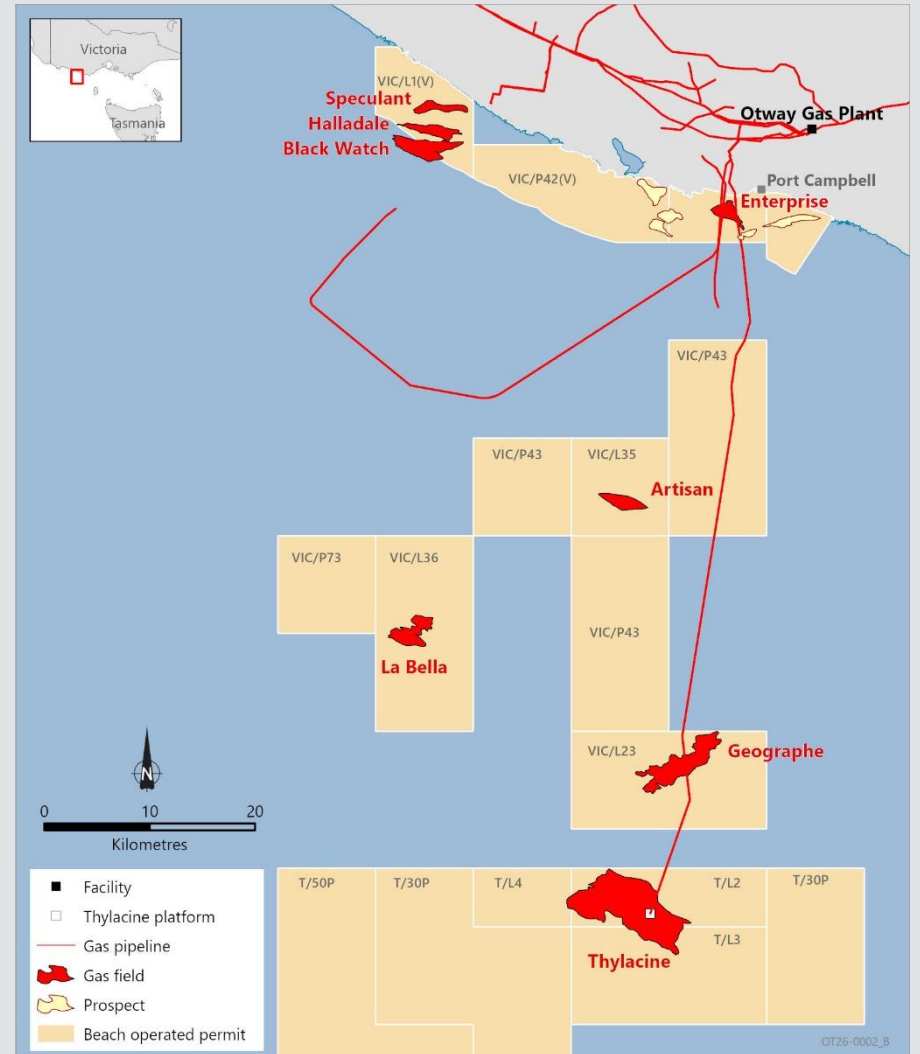 Victoria
Tasmania
VIC/L1(V)
Speculant
Halladale
Black Watch
Otway Gas Plant
VIC/P42(V)
Port Campbell
Enterprise
VIC/P43
VIC/P43
VIC/L35
Artisan
VIC/P73
VIC/L36
VIC/P43
La Bella
VIC/L23
Geographe
N
0 10 20
Kilometres
T/50P
T/30P
T/L4
T/L2
T/30P
T/L3
Thylacine
Facility
Thylacine platform
Gas pipeline
Gas field
Prospect
Beach operated permit
OT26-0002_B